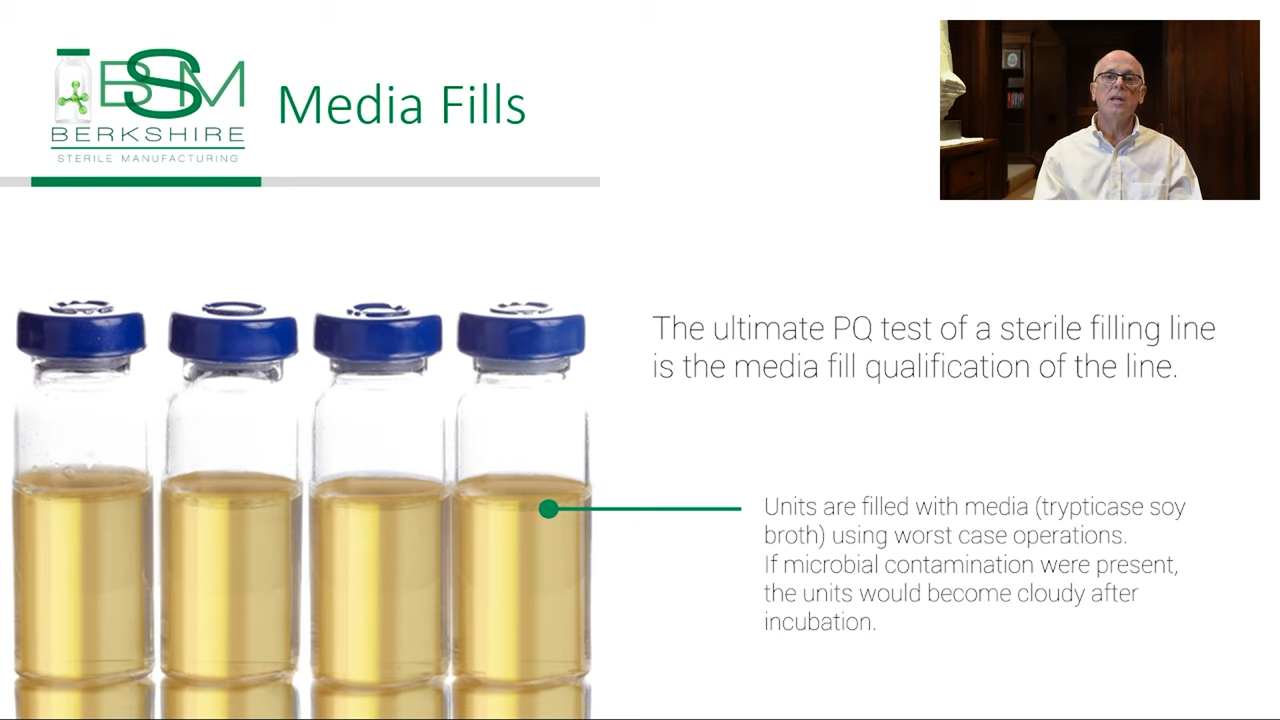 BSM
BERKSHIRE
STERILE MANUFACTURING
Media Fills
The ultimate PQ test of a sterile filling line
is the media fill qualification of the line.
Units are filled with media (trypticase soy
broth) using worst case operations.
If microbial contamination were present,
the units would become cloudy after
incubation.